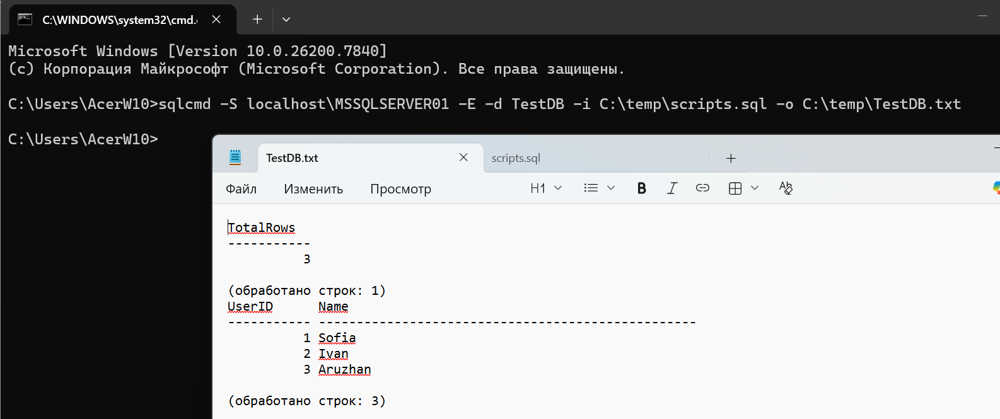 C:\WINDOWS\system32\cmd.
Microsoft Windows [Version 10.0.26200.7840]
(c) Корпорация Майкрософт (Microsoft Corporation). Все права защищены.
C:\Users\AcerW10>sqlcmd -S localhost\MSSQLSERVER01 -E -d TestDB -i C:\temp\scripts.sql -o C:\temp\TestDB.txt
C:\Users\AcerW10>
TestDB.txt scripts.sql
Файл Изменить Просмотр H1 B I
TotalRows
-----------
3
(обработано строк: 1)
UserID Name
----------- --------------------------------------------------
1 Sofia
2 Ivan
3 Aruzhan
(обработано строк: 3)